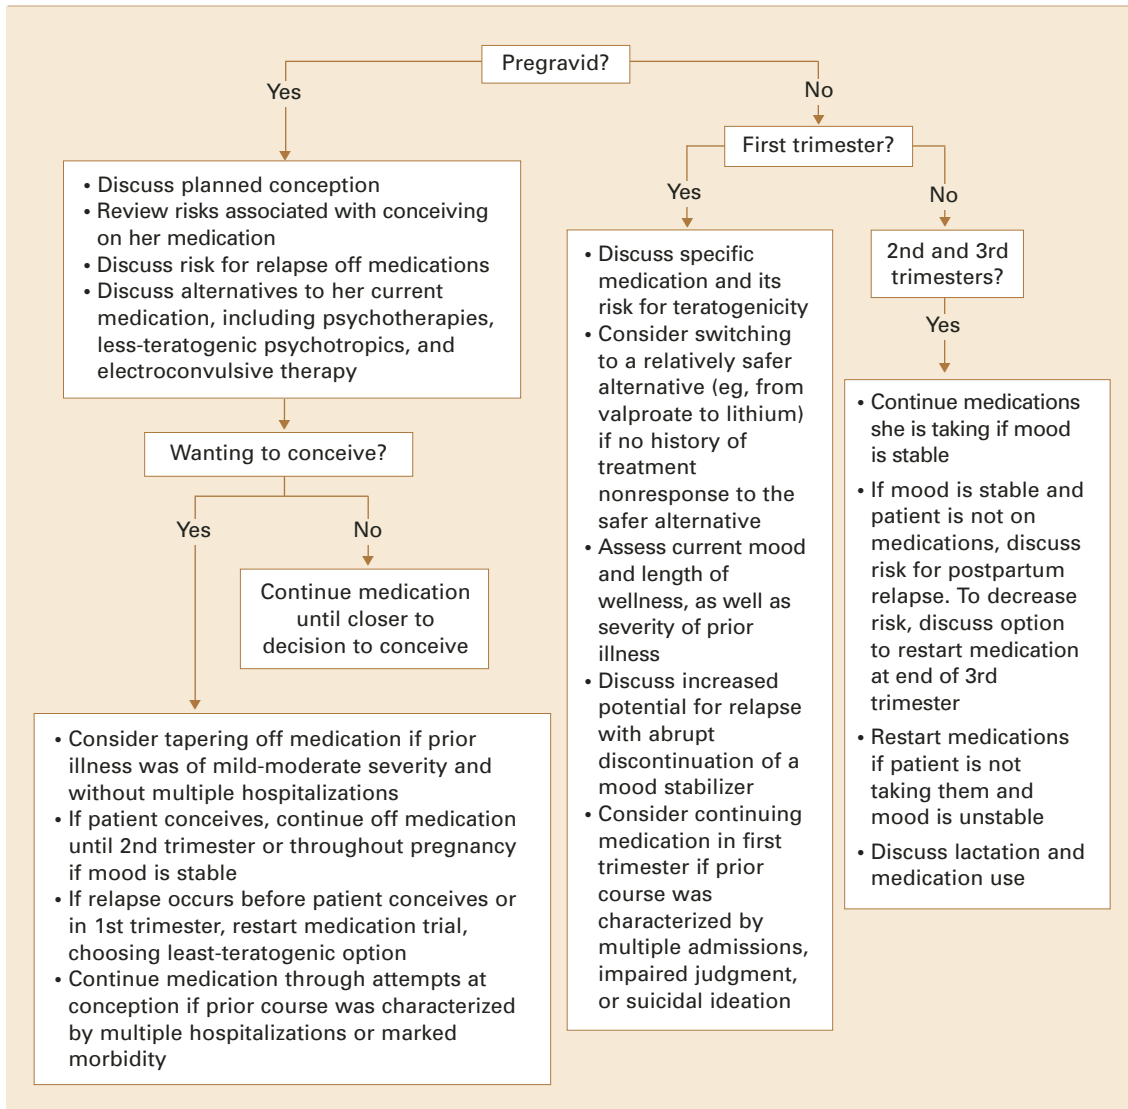 Pregravid?
Yes
No
First trimester?
Yes
No
• Discuss planned conception
• Review risks associated with conceiving
on her medication
• Discuss risk for relapse off medications
• Discuss alternatives to her current
medication, including psychotherapies,
less-teratogenic psychotropics, and
electroconvulsive therapy
Wanting to conceive?
Yes
No
Continue medication
until closer to
decision to conceive
• Consider tapering off medication if prior
illness was of mild-moderate severity and
without multiple hospitalizations
• If patient conceives, continue off medication
until 2nd trimester or throughout pregnancy
if mood is stable
• If relapse occurs before patient conceives or
in 1st trimester, restart medication trial,
choosing least-teratogenic option
• Continue medication through attempts at
conception if prior course was characterized
by multiple hospitalizations or marked
morbidity
• Discuss specific
medication and its
risk for teratogenicity
• Consider switching
to a relatively safer
alternative (eg, from
valproate to lithium)
if no history of
treatment
nonresponse to the
safer alternative
• Assess current mood
and length of
wellness, as well as
severity of prior
illness
• Discuss increased
potential for relapse
with abrupt
discontinuation of a
mood stabilizer
• Consider continuing
medication in first
trimester if prior
course was
characterized by
multiple admissions,
impaired judgment,
or suicidal ideation
2nd and 3rd
trimesters?
Yes
• Continue medications
she is taking if mood
is stable
• If mood is stable and
patient is not on
medications, discuss
risk for postpartum
relapse. To decrease
risk, discuss option
to restart medication
at end of 3rd
trimester
• Restart medications
if patient is not
taking them and
mood is unstable
• Discuss lactation and
medication use